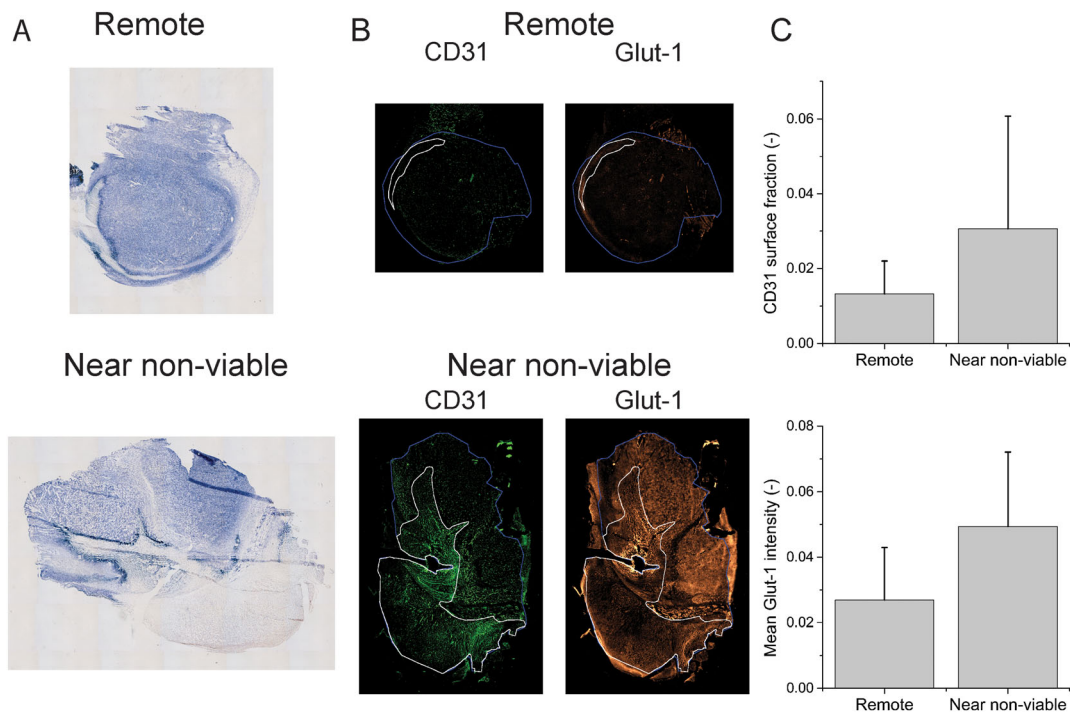 A
Remote
Near non-viable
B
Remote
CD31
Glut-1
Near non-viable
CD31
Glut-1
C
CD31 surface fraction (-)
0.06
0.04
0.02
0.00
Remote
Near non-viable
Mean Glut-1 intensity (-)
0.08
0.06
0.04
0.02
0.00
Remote
Near non-viable